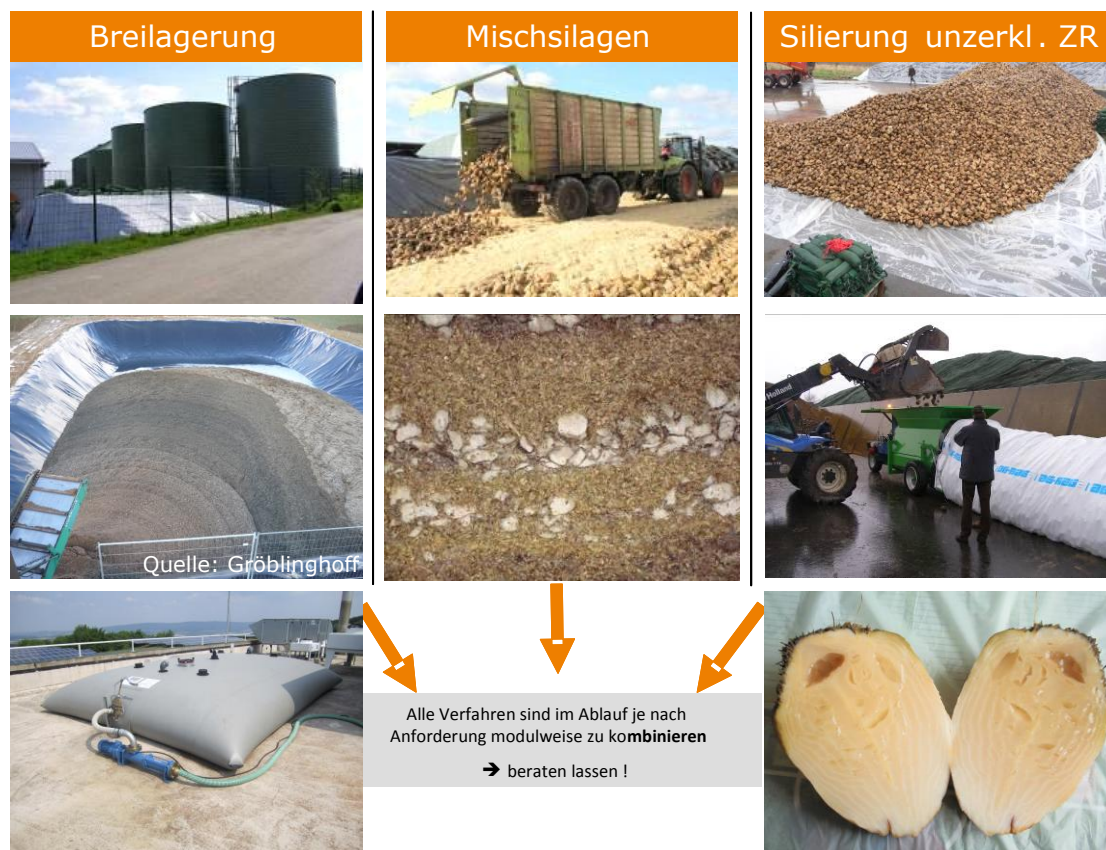 Breilagerung
Mischsilagen
Silierung unzerkl. ZR
Quelle: Gröblinghoff
Alle Verfahren sind im Ablauf je nach
Anforderung modulweise zu kombinieren
➔ beraten lassen !